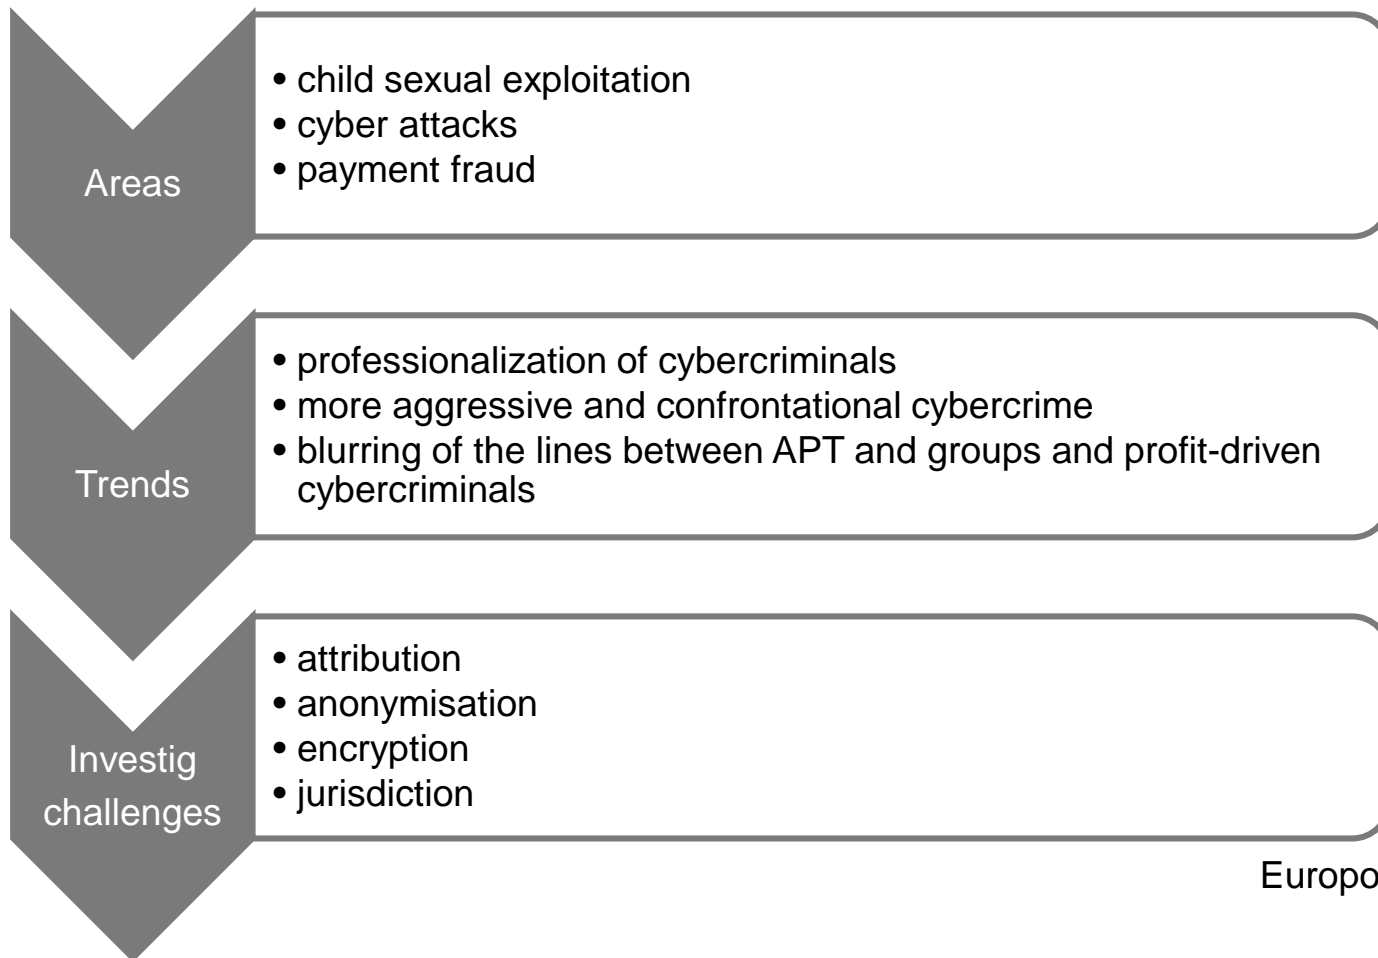 • child sexual exploitation
• cyber attacks
• payment fraud
Areas
• professionalization of cybercriminals
• more aggressive and confrontational cybercrime
• blurring of the lines between APT and groups and profit-driven
cybercriminals
Trends
• attribution
• anonymisation
• encryption
• jurisdiction
Investig
challenges
Europo